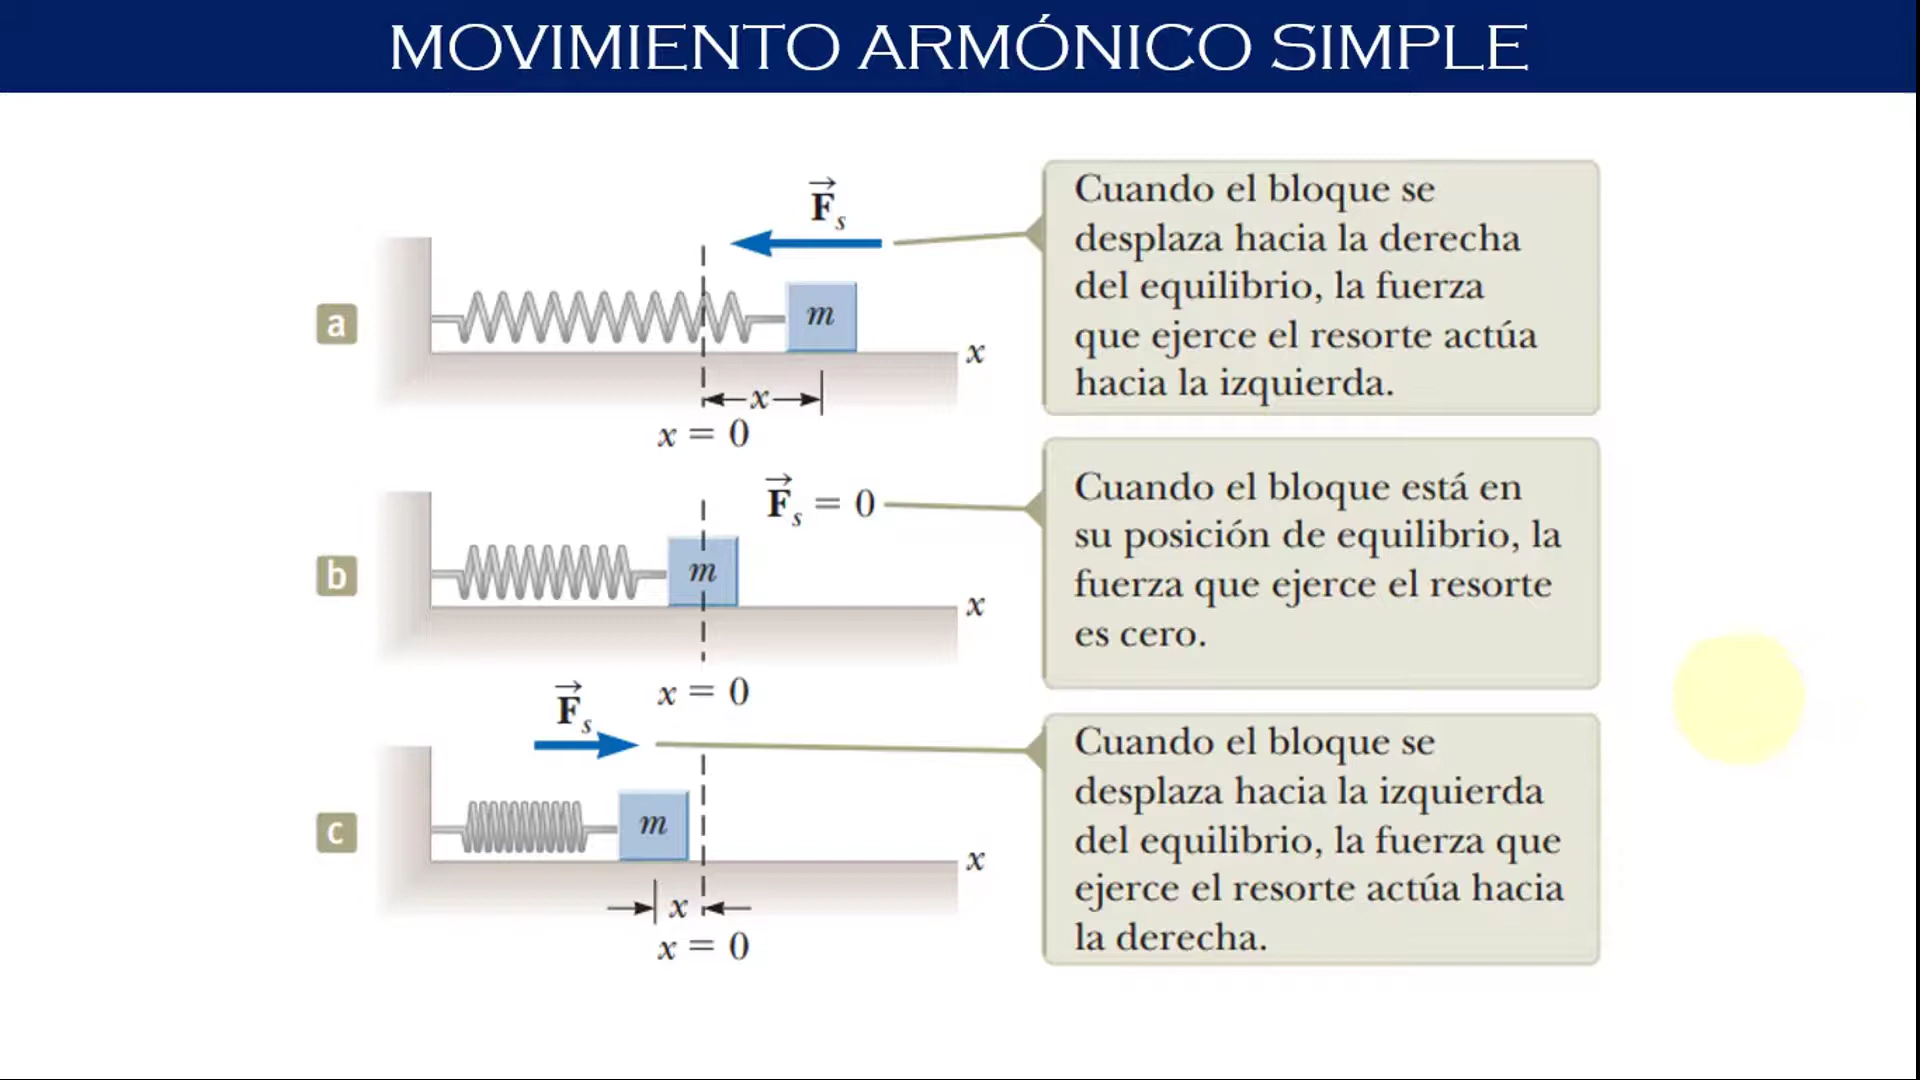 MOVIMIENTO ARMÓNICO SIMPLE
a
F⃗s
m
x
x
x = 0
Cuando el bloque se
desplaza hacia la derecha
del equilibrio, la fuerza
que ejerce el resorte actúa
hacia la izquierda.
b
F⃗s = 0
m
x
x = 0
Cuando el bloque está en
su posición de equilibrio, la
fuerza que ejerce el resorte
es cero.
c
F⃗s
m
x
x
x = 0
Cuando el bloque se
desplaza hacia la izquierda
del equilibrio, la fuerza que
ejerce el resorte actúa hacia
la derecha.